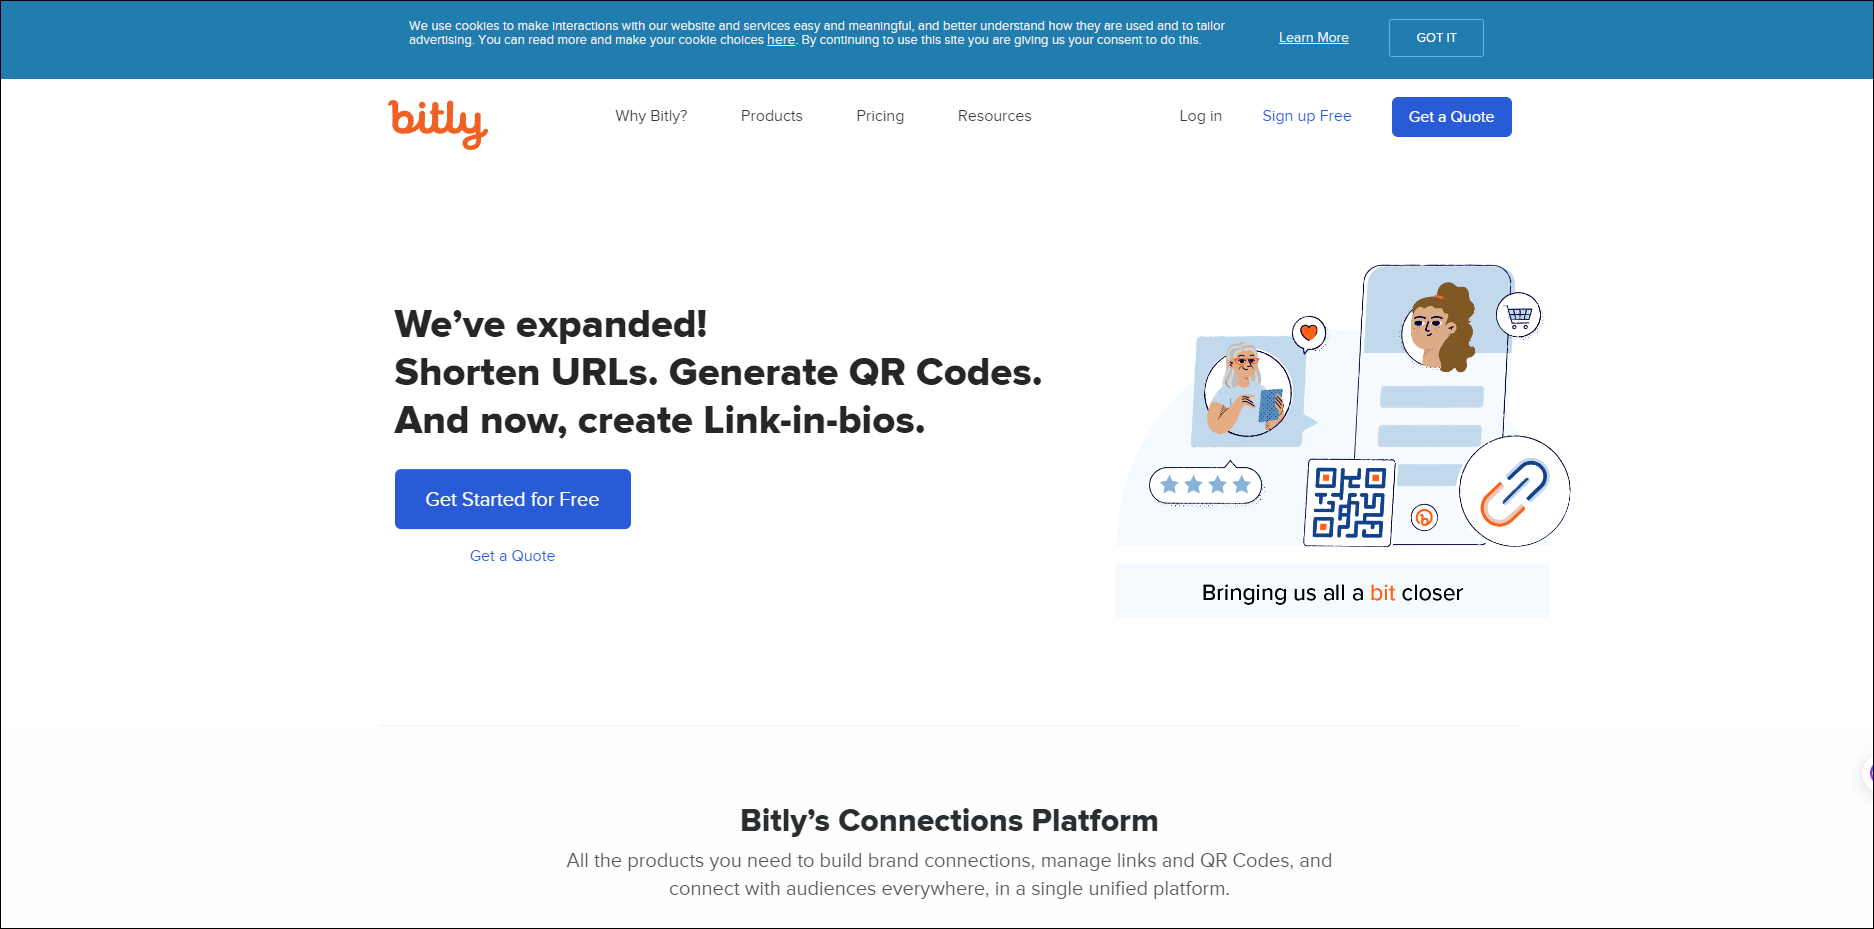 We use cookies to make interactions with our website and services easy and meaningful, and better understand how they are used and to tailor
advertising. You can read more and make your cookie choices here. By continuing to use this site you are giving us your consent to do this.
Learn More
GOT IT
bitly
Why Bitly?
Products
Pricing
Resources
Log in
Sign up Free
Get a Quote
We’ve expanded!
Shorten URLs. Generate QR Codes.
And now, create Link-in-bios.
Get Started for Free
Get a Quote
Bringing us all a bit closer
Bitly’s Connections Platform
All the products you need to build brand connections, manage links and QR Codes, and
connect with audiences everywhere, in a single unified platform.